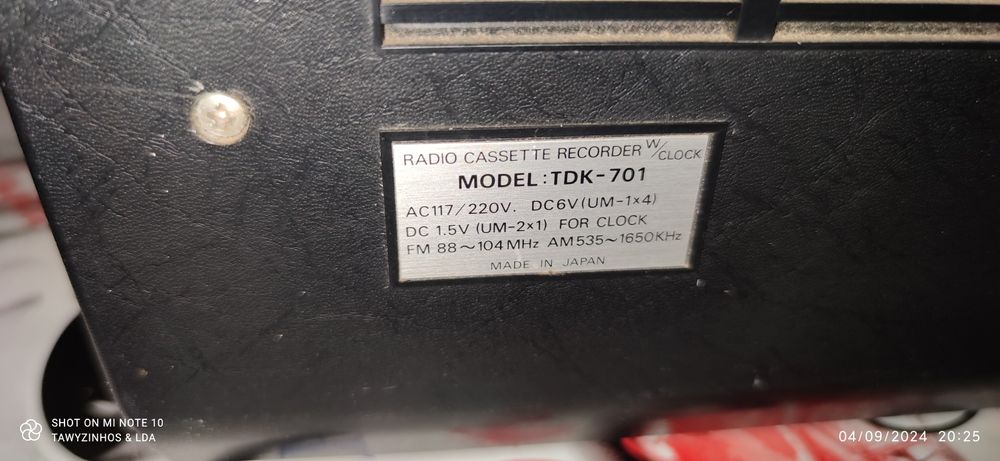 RADIO CASSETTE RECORDER W/CLOCK
MODEL:TDK-701
AC117/220V. DC6V(UM-1×4)
DC 1.5V (UM-2×1) FOR CLOCK
FM 88~104MHz AM535~1650KHz
MADE IN JAPAN
SHOT ON MI NOTE 10
TAWYZINHOS & LDA
04/09/2024 20:25